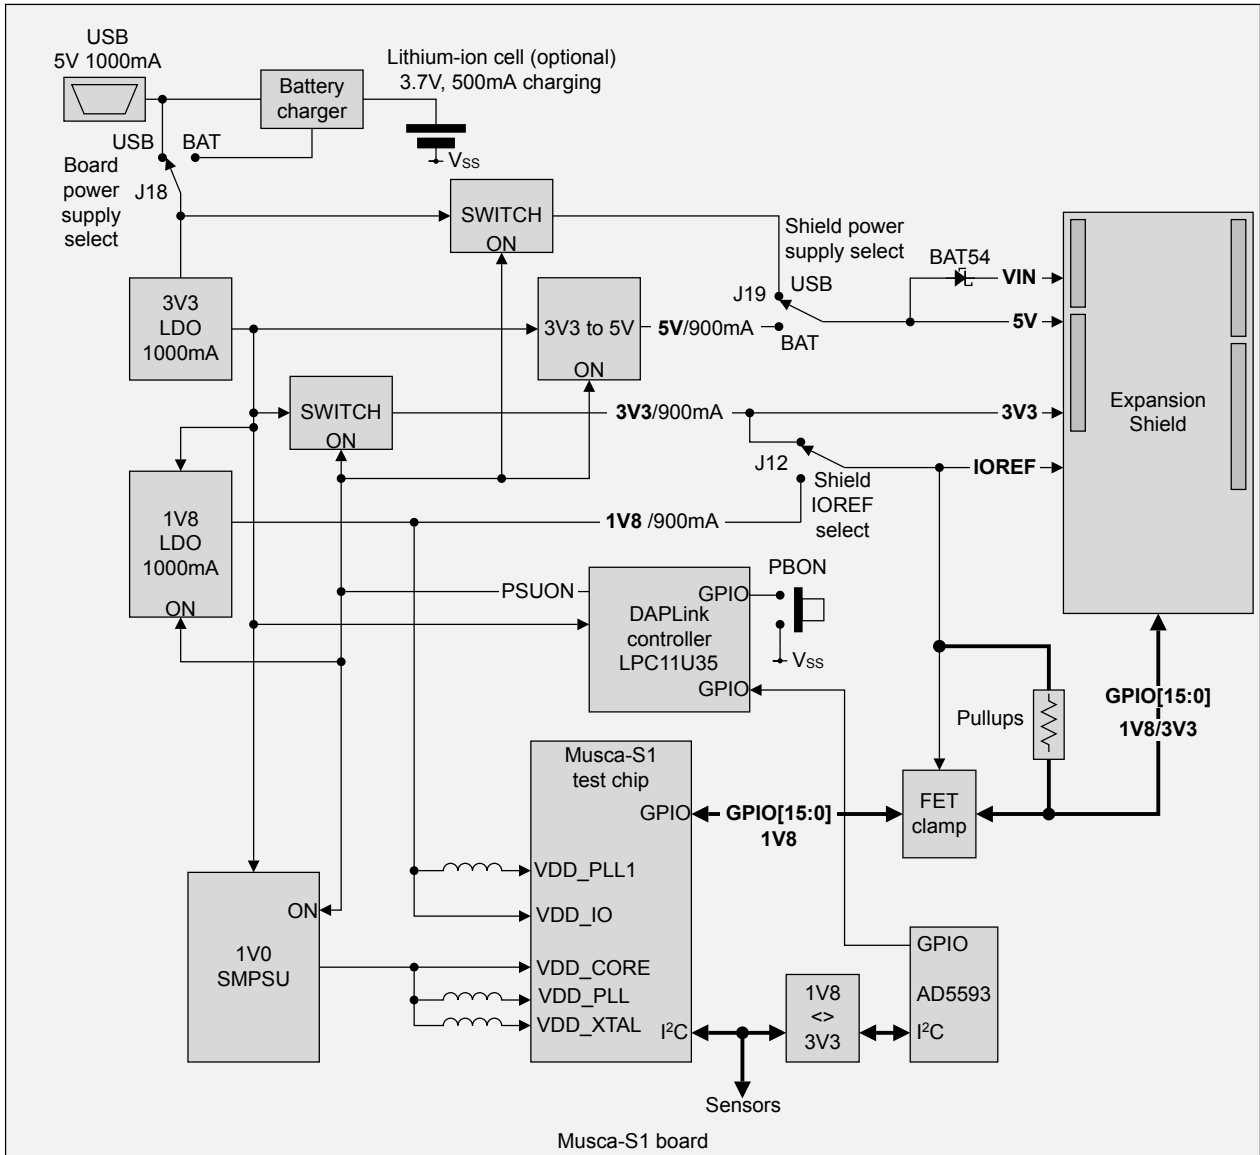 USB
5V 1000mA
Lithium-ion cell (optional)
3.7V, 500mA charging
Battery
charger
USB
BAT
VSS
Board
power
supply
select
J18
SWITCH
ON
Shield power
supply select
BAT54
VIN
3V3
LDO
1000mA
3V3 to 5V
ON
5V/900mA
J19
USB
BAT
5V
Expansion
Shield
SWITCH
ON
3V3/900mA
3V3
J12
Shield
IOREF
select
IOREF
1V8
LDO
1000mA
ON
1V8 /900mA
PSUON
GPIO
DAPLink
controller
LPC11U35
GPIO
PBON
VSS
Pullups
GPIO[15:0]
1V8/3V3
Musca-S1
test chip
GPIO
GPIO[15:0]
1V8
FET
clamp
VDD_PLL1
VDD_IO
VDD_CORE
VDD_PLL
VDD_XTAL
I²C
ON
1V0
SMPSU
1V8
<>
3V3
GPIO
AD5593
I²C
Sensors
Musca-S1 board